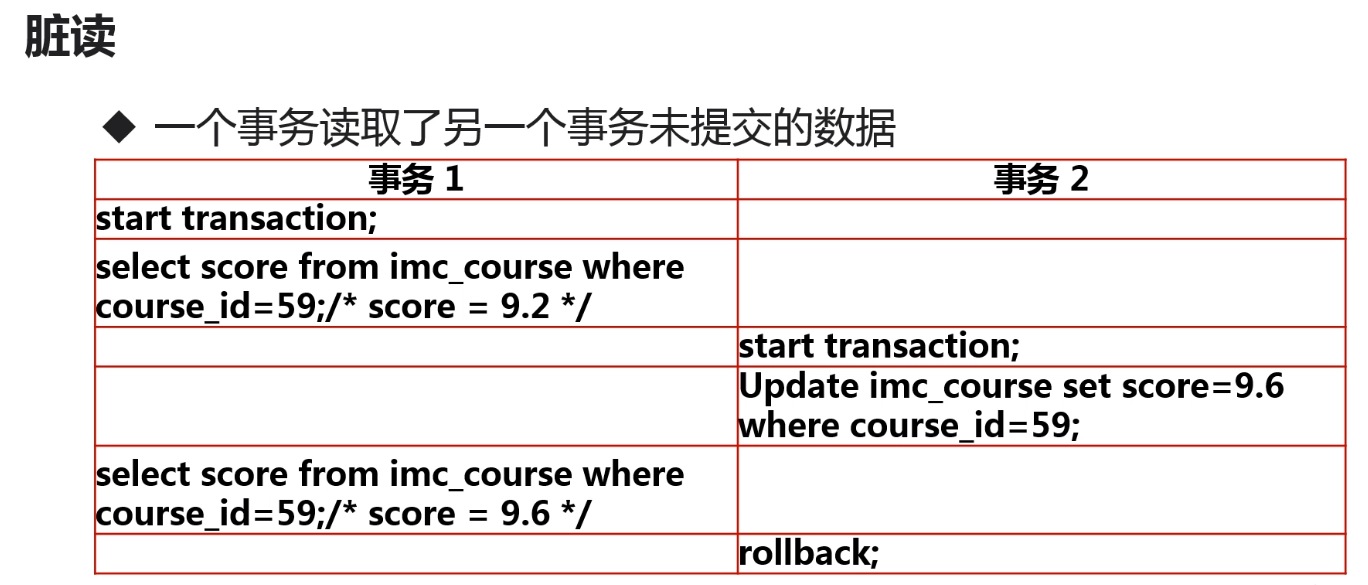 脏读
◆ 一个事务读取了另一个事务未提交的数据
事务 1
事务 2
start transaction;
select score from imc_course where
course_id=59;/* score = 9.2 */
start transaction;
Update imc_course set score=9.6
where course_id=59;
select score from imc_course where
course_id=59;/* score = 9.6 */
rollback;